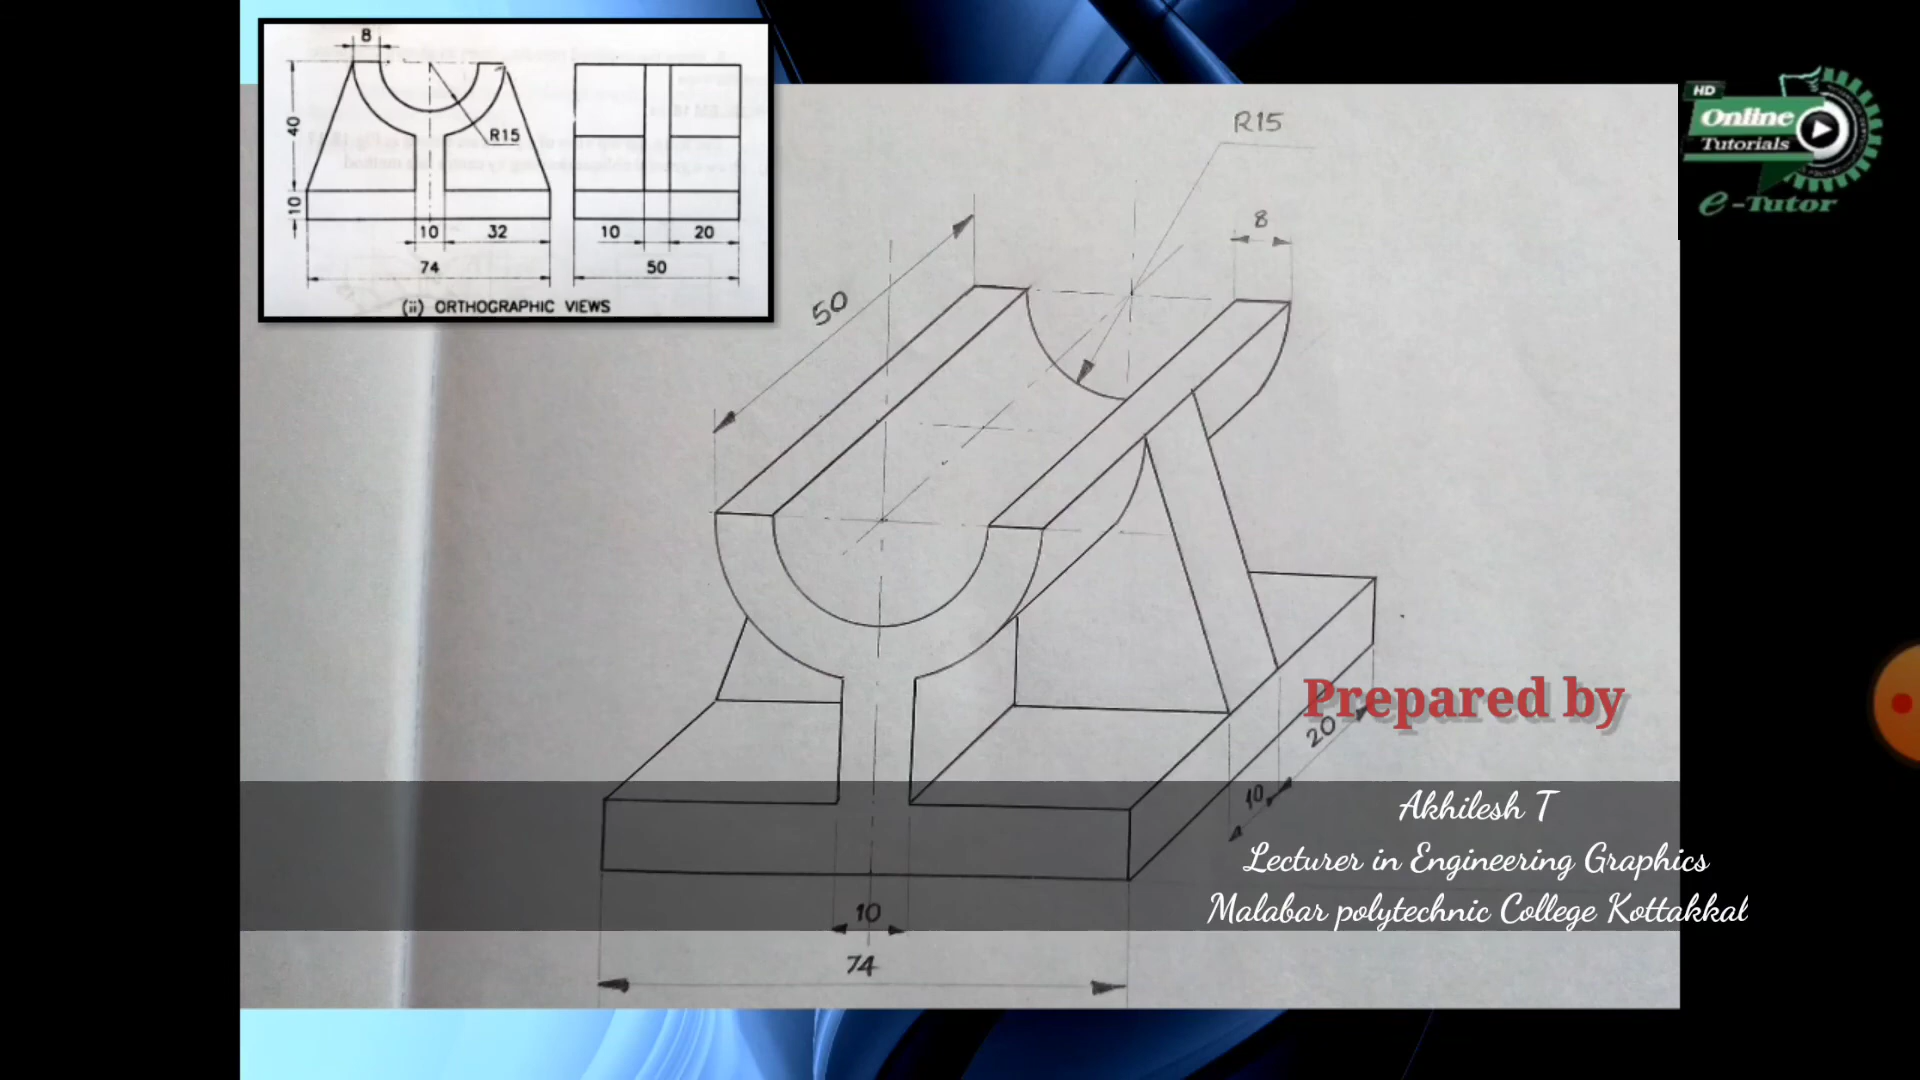 8
40
R15
10
10
32
10
20
74
50
(ii) ORTHOGRAPHIC VIEWS
R15
8
50
20
10
10
74
HD
Online
Tutorials
e-Tutor
Prepared by
Akhilesh T
Lecturer in Engineering Graphics
Malabar polytechnic College Kottakkal